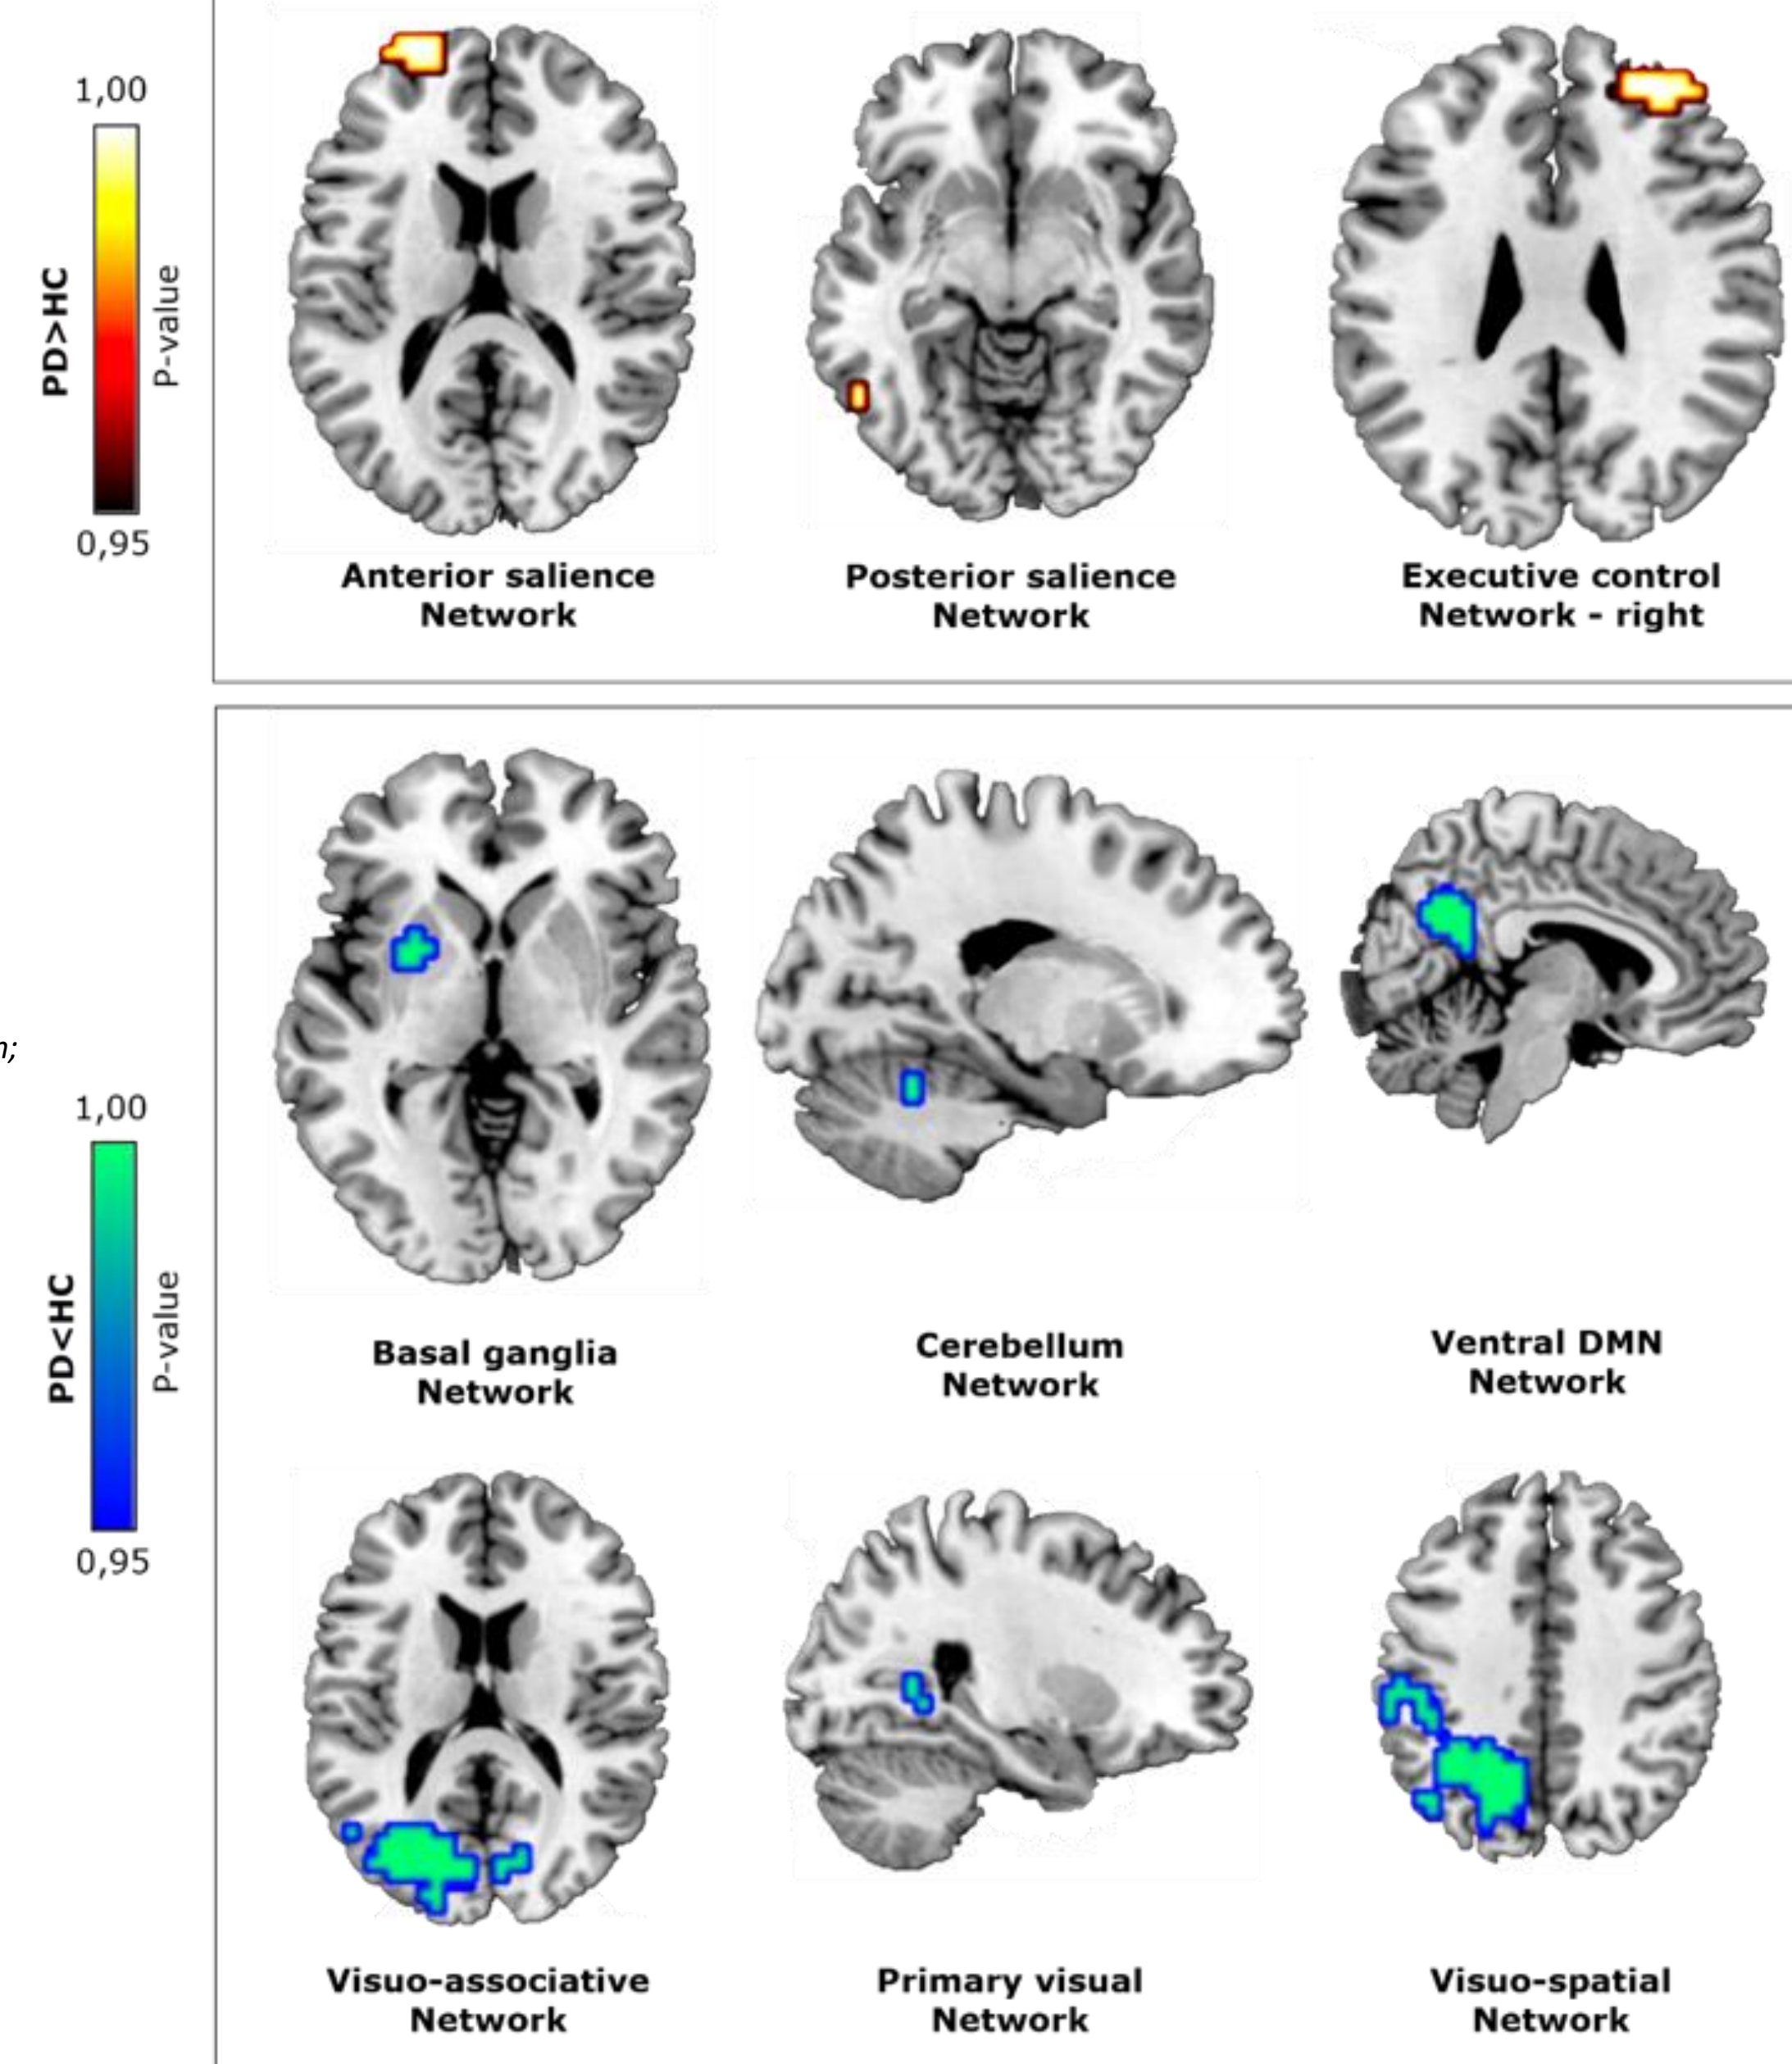 1,00
PD>HC
P-value
0,95
Anterior salience
Network
Posterior salience
Network
Executive control
Network - right
n;
1,00
PD<HC
P-value
0,95
Basal ganglia
Network
Cerebellum
Network
Ventral DMN
Network
Visuo-associative
Network
Primary visual
Network
Visuo-spatial
Network